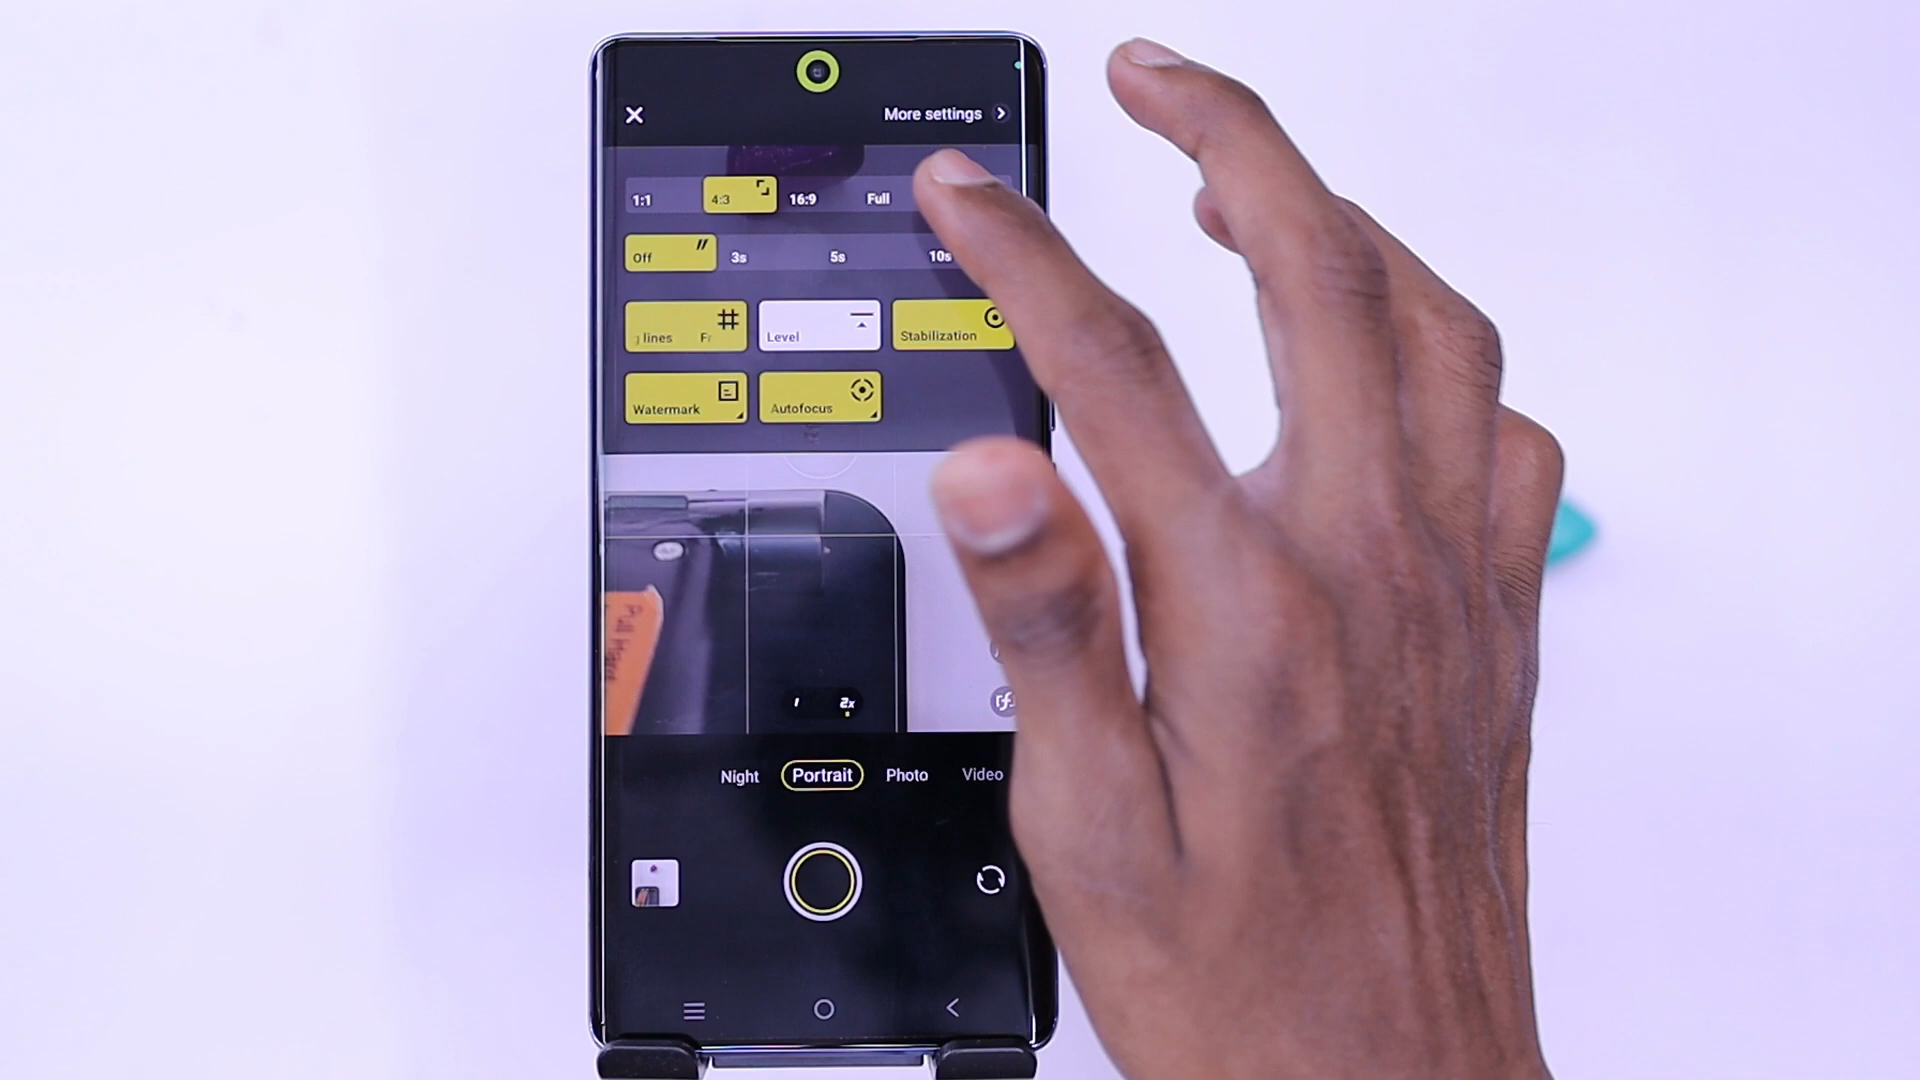 More settings
1:1 4:3 16:9 Full
Off 3s 5s 10s
lines Fr Level Stabilization
Watermark Autofocus
2x
Night Portrait Photo Video